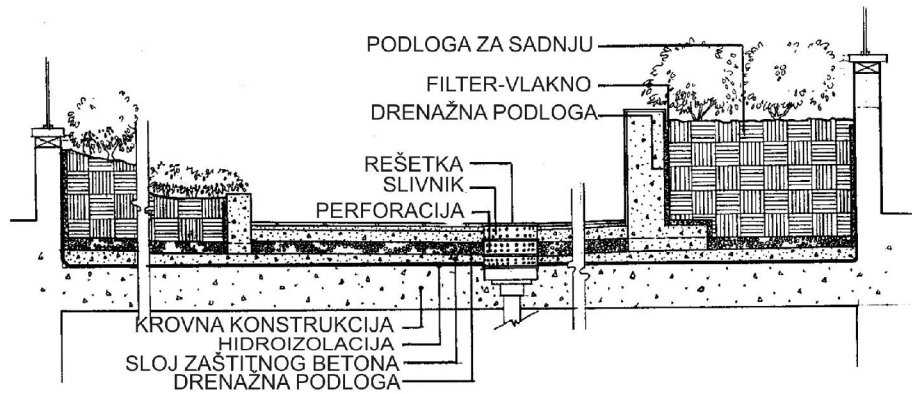 PODLOGA ZA SADNJU
FILTER-VLAKNO
DRENAŽNA PODLOGA
REŠETKA
SLIVNIK
PERFORACIJA
KROVNA KONSTRUKCIJA
HIDROIZOLACIJA
SLOJ ZAŠTITNOG BETONA
DRENAŽNA PODLOGA